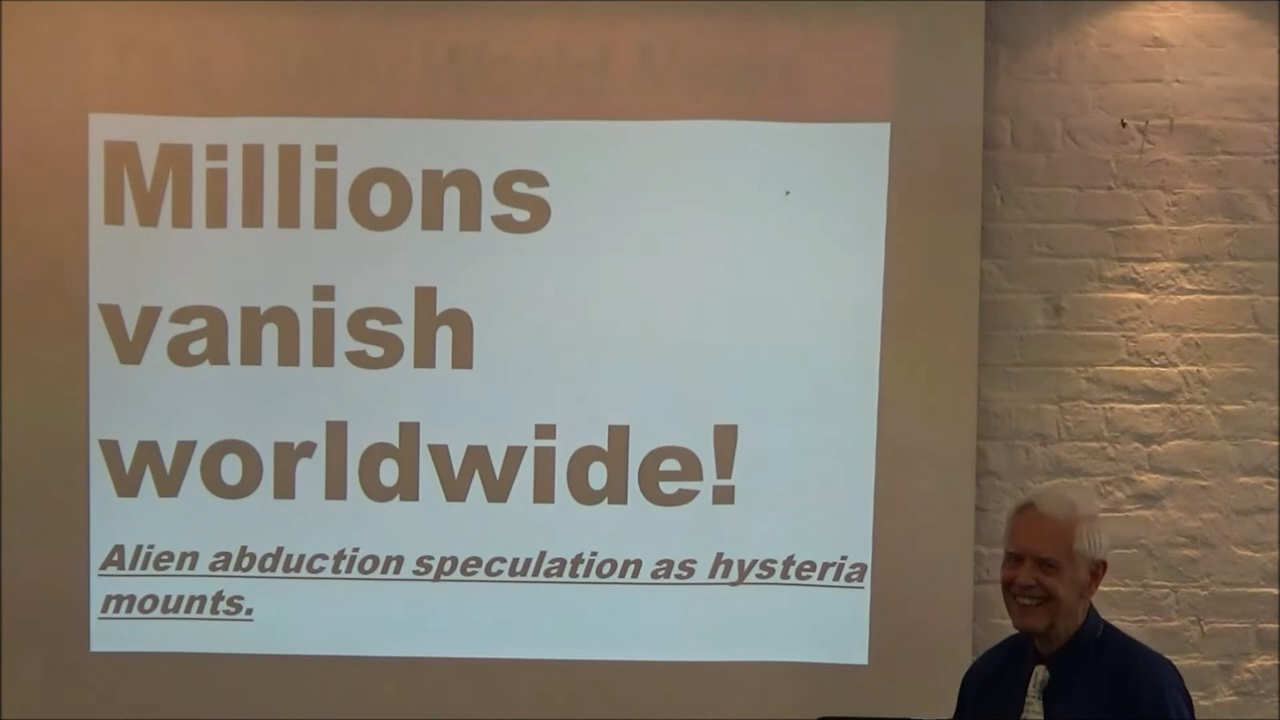 Millions
vanish
worldwide!
Alien abduction speculation as hysteria
mounts.